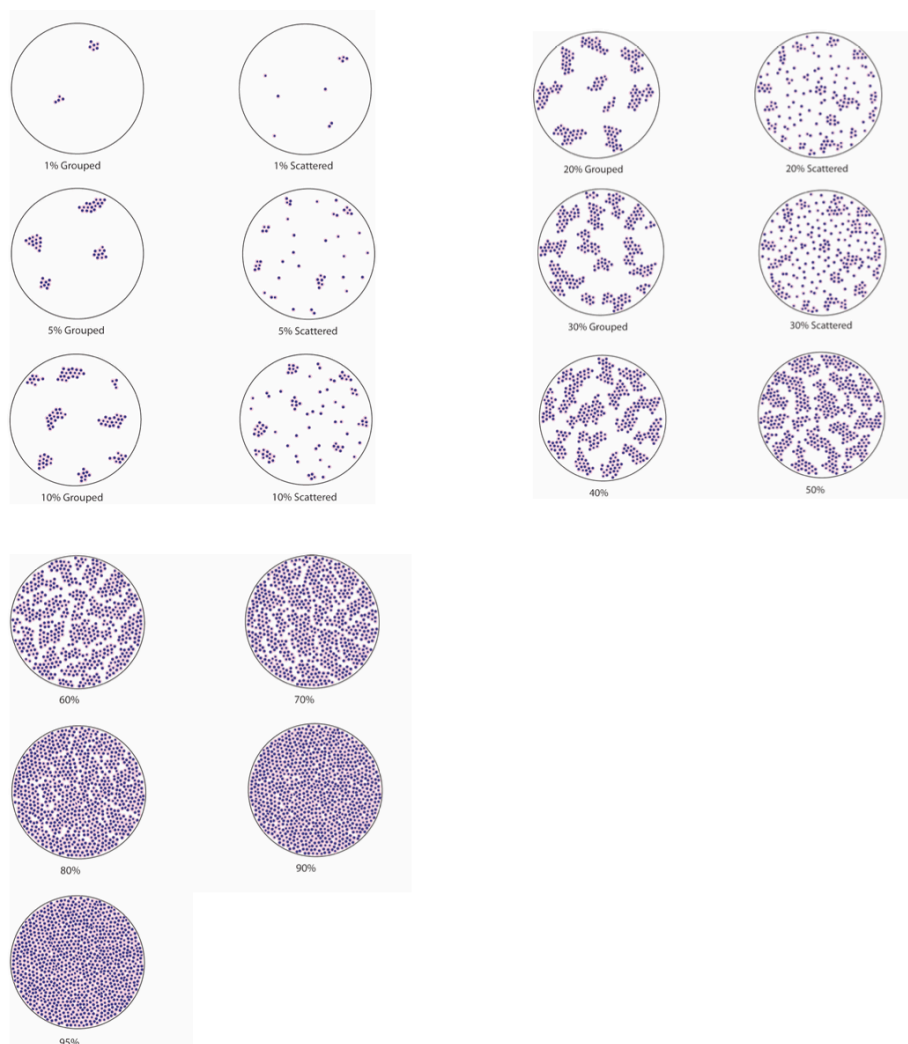 1% Grouped
1% Scattered
5% Grouped
5% Scattered
10% Grouped
10% Scattered
20% Grouped
20% Scattered
30% Grouped
30% Scattered
40%
50%
60%
70%
80%
90%
95%